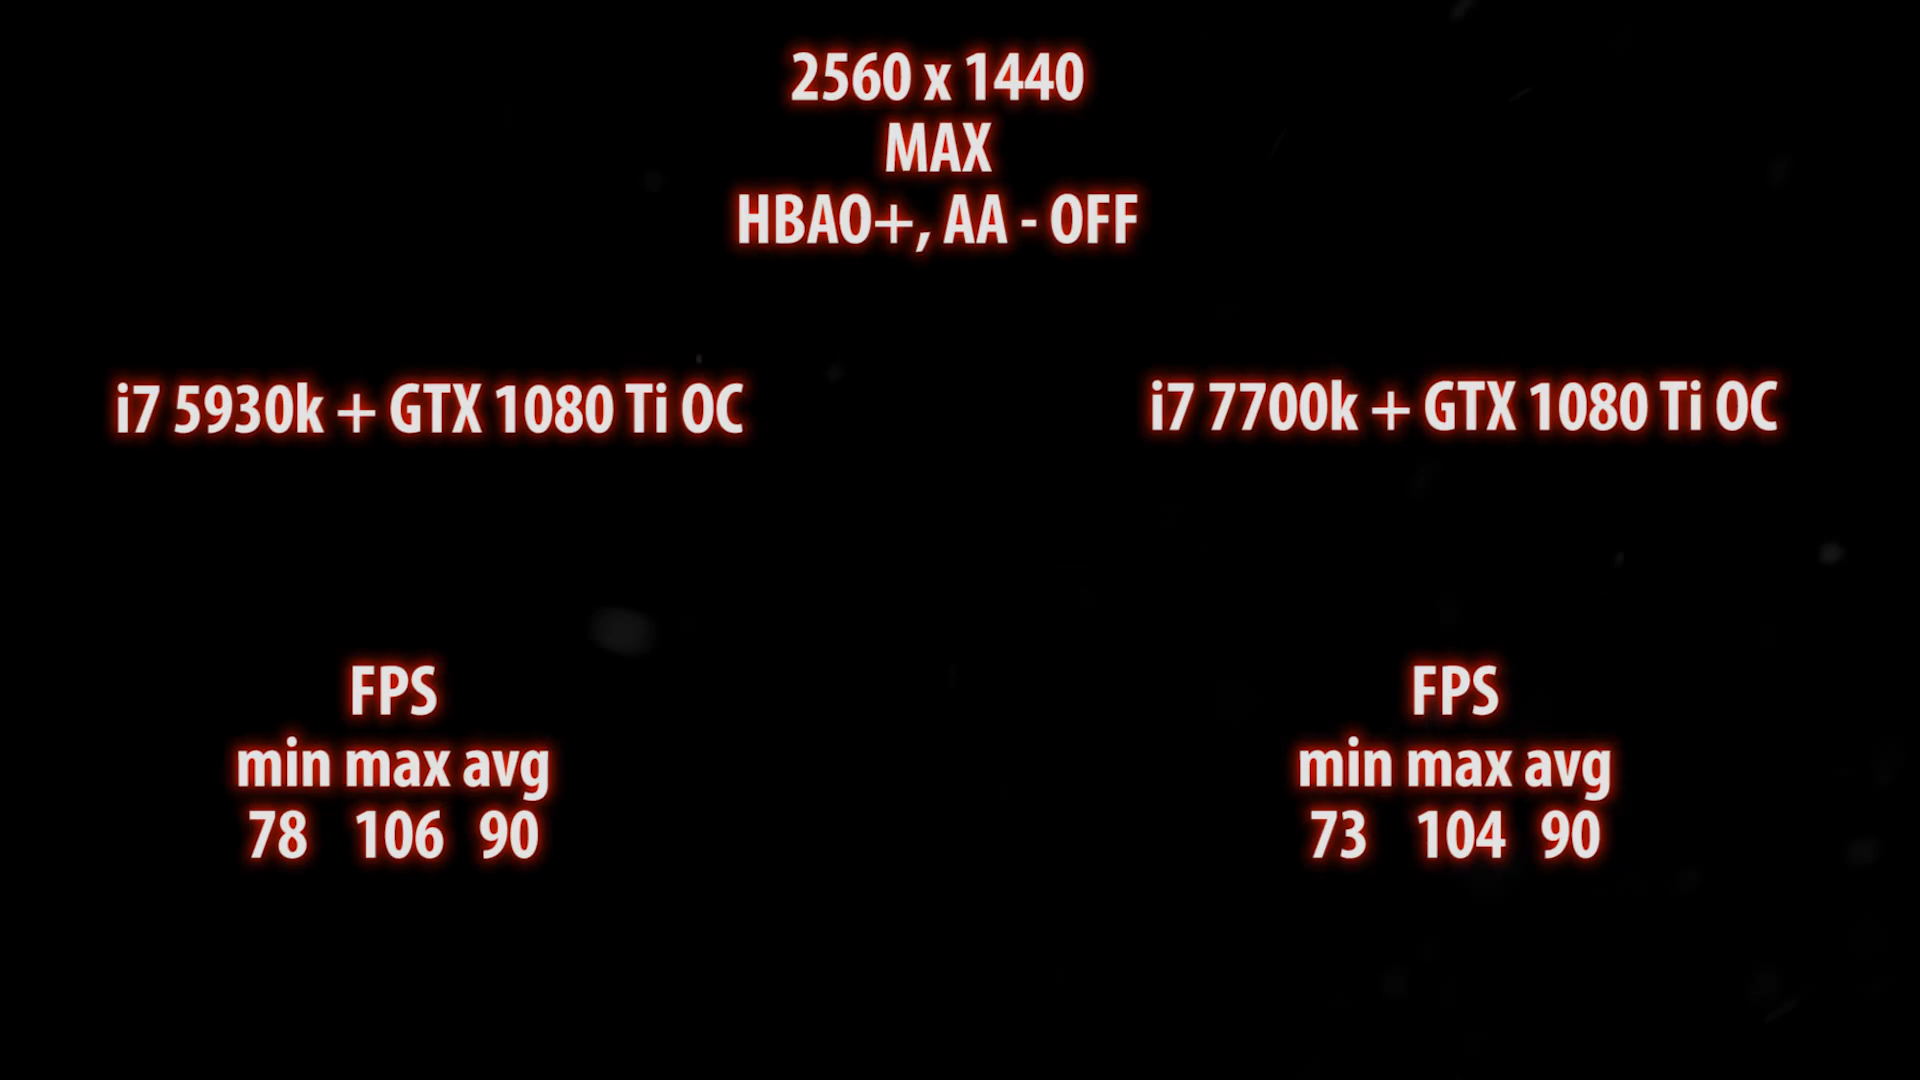 2560 x 1440
MAX
HBAO+, AA - OFF
i7 5930k + GTX 1080 Ti OC
i7 7700k + GTX 1080 Ti OC
FPS
min max avg
78 106 90
FPS
min max avg
73 104 90